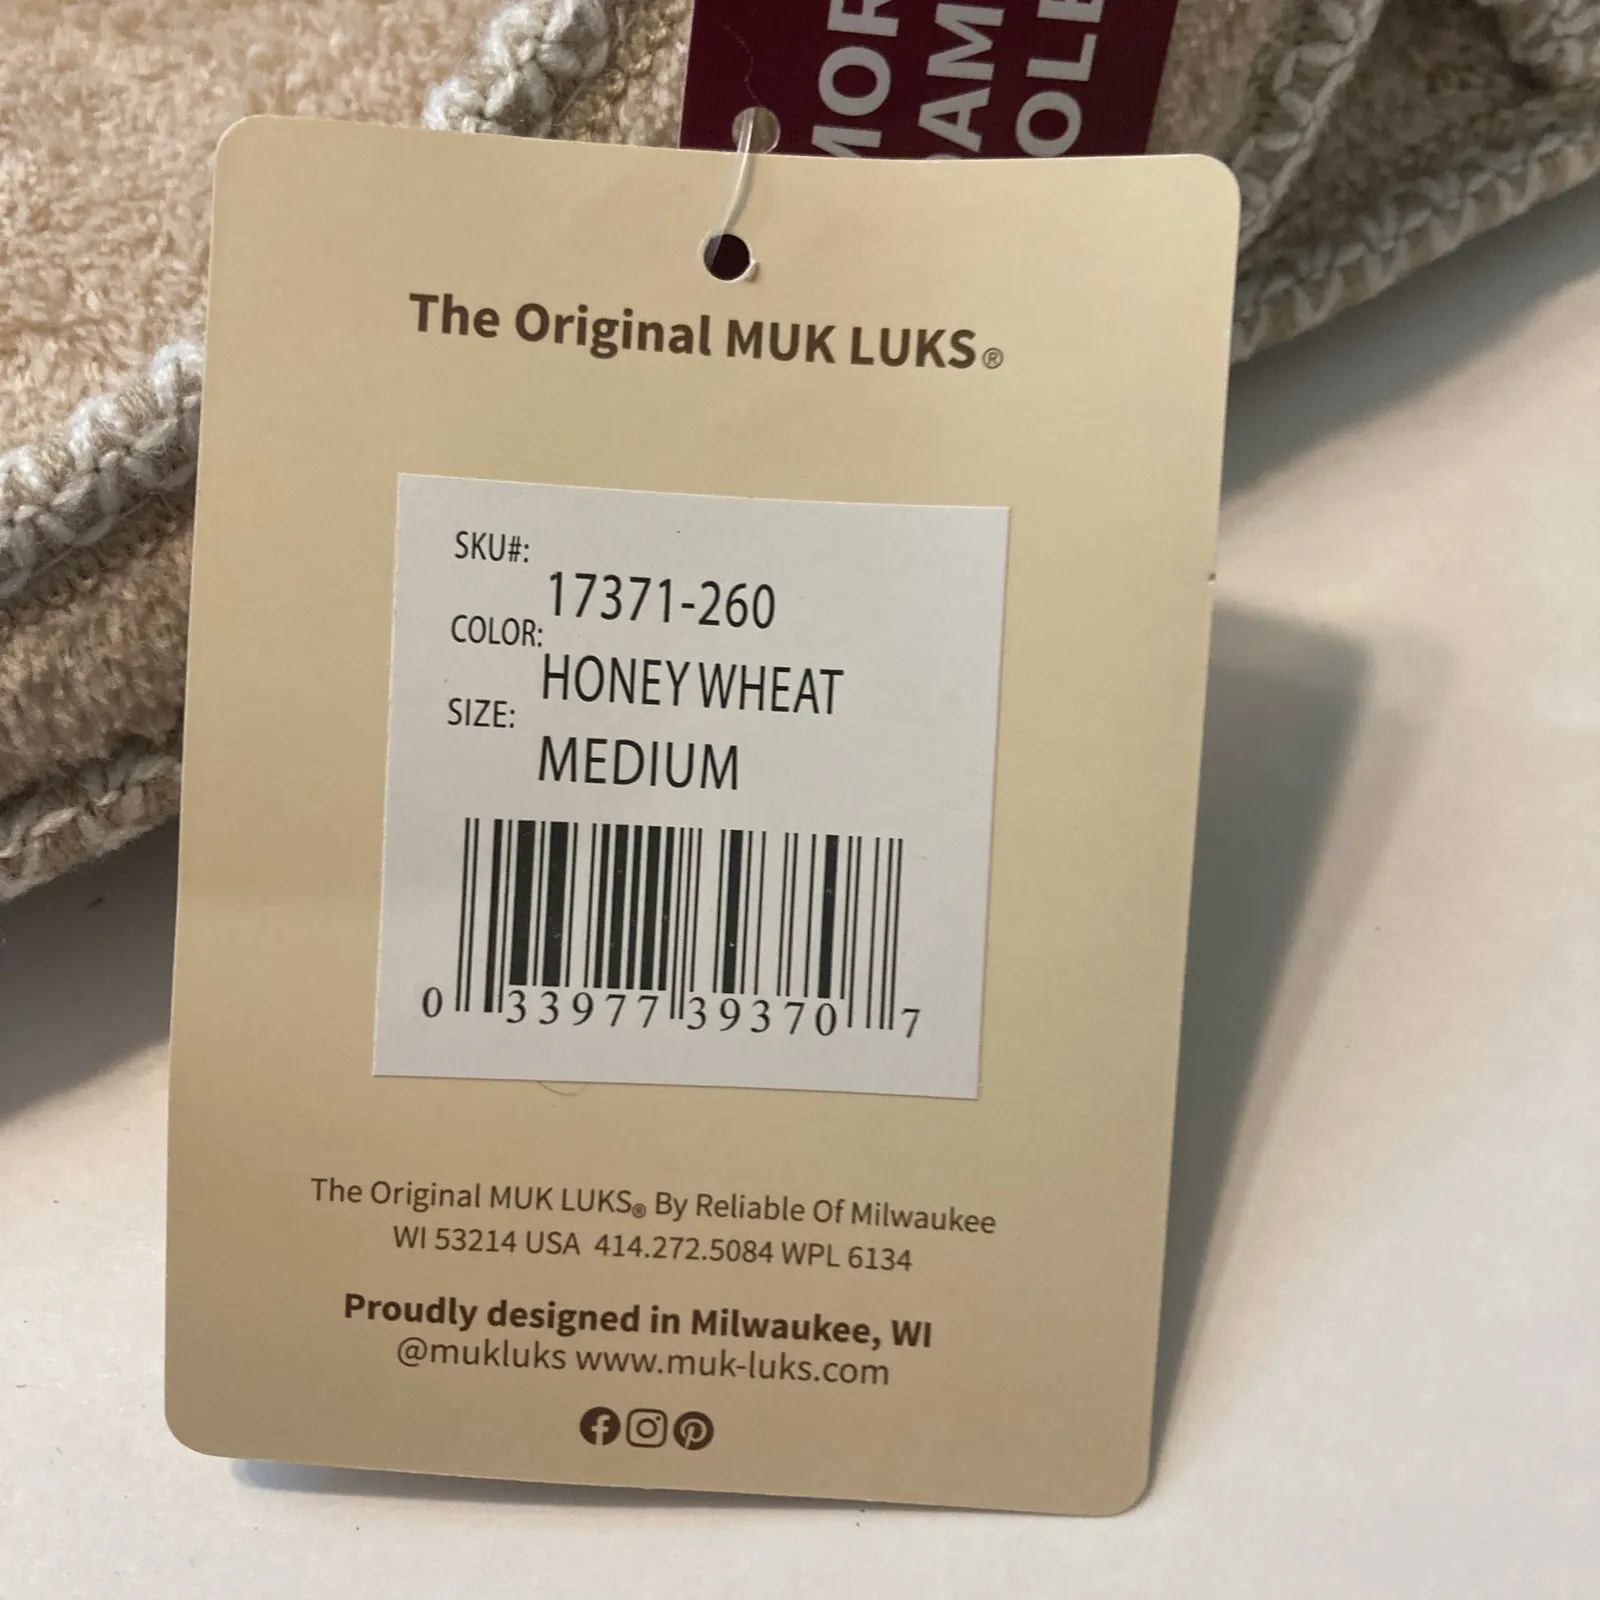 The Original MUK LUKS®
SKU#:
17371-260
COLOR:
HONEY WHEAT
SIZE:
MEDIUM
0 33977 39370 7
The Original MUK LUKS® By Reliable Of Milwaukee
WI 53214 USA 414.272.5084 WPL 6134
Proudly designed in Milwaukee, WI
@mukluks www.muk-luks.com